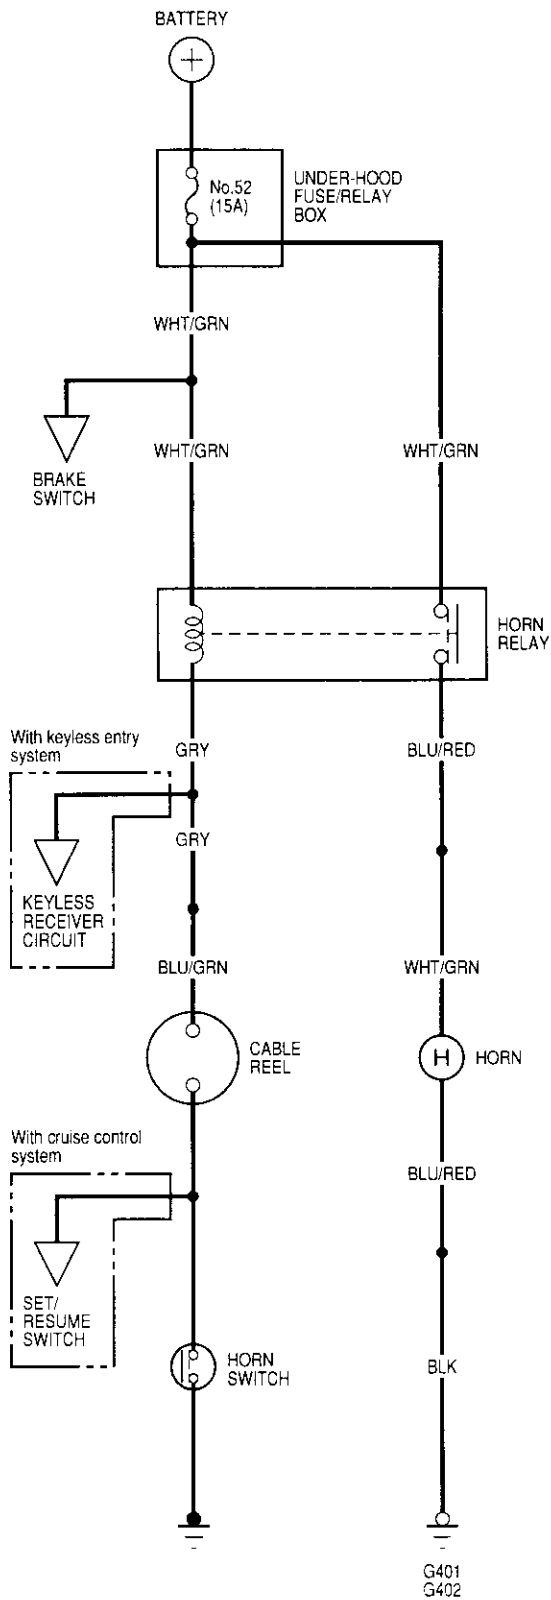 BATTERY
No.52
(15A)
UNDER-HOOD
FUSE/RELAY
BOX
WHT/GRN
BRAKE
SWITCH
WHT/GRN
WHT/GRN
HORN
RELAY
With keyless entry
system
GRY
BLU/RED
GRY
KEYLESS
RECEIVER
CIRCUIT
BLU/GRN
WHT/GRN
CABLE
REEL
H
HORN
With cruise control
system
BLU/RED
SET/
RESUME
SWITCH
HORN
SWITCH
BLK
G401
G402